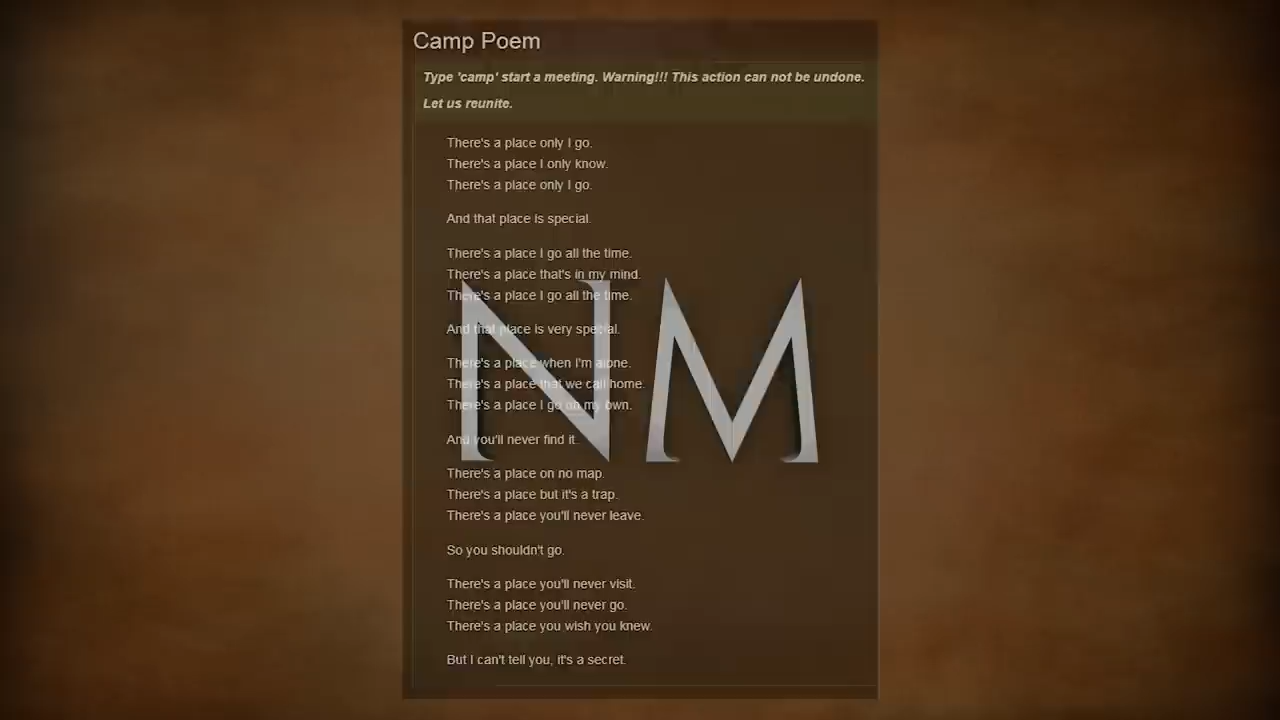 Camp Poem
Type 'camp' start a meeting. Warning!!! This action can not be undone.
Let us reunite.
There's a place only I go.
There's a place I only know.
There's a place only I go.
And that place is special.
There's a place I go all the time.
There's a place that's in my mind.
There's a place I go all the time.
And that place is very special.
There's a place when I'm alone.
There's a place that we call home.
There's a place I go on my own.
And you'll never find it.
There's a place on no map.
There's a place but it's a trap.
There's a place you'll never leave.
So you shouldn't go.
There's a place you'll never visit.
There's a place you'll never go.
There's a place you wish you knew.
But I can't tell you, it's a secret.
NM